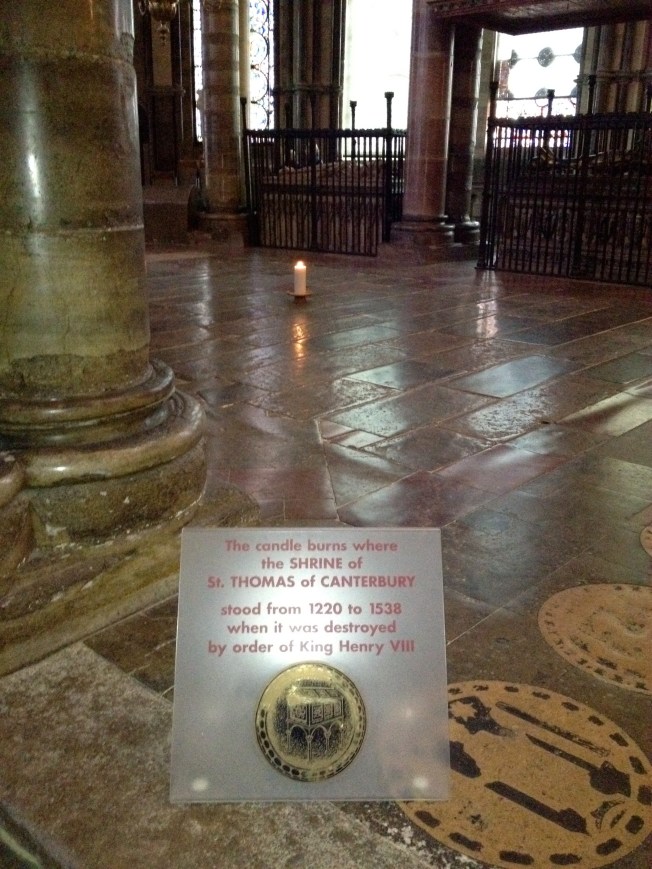 The candle burns where
the SHRINE of
St. THOMAS of CANTERBURY
stood from 1220 to 1538
when it was destroyed
by order of King Henry VIII